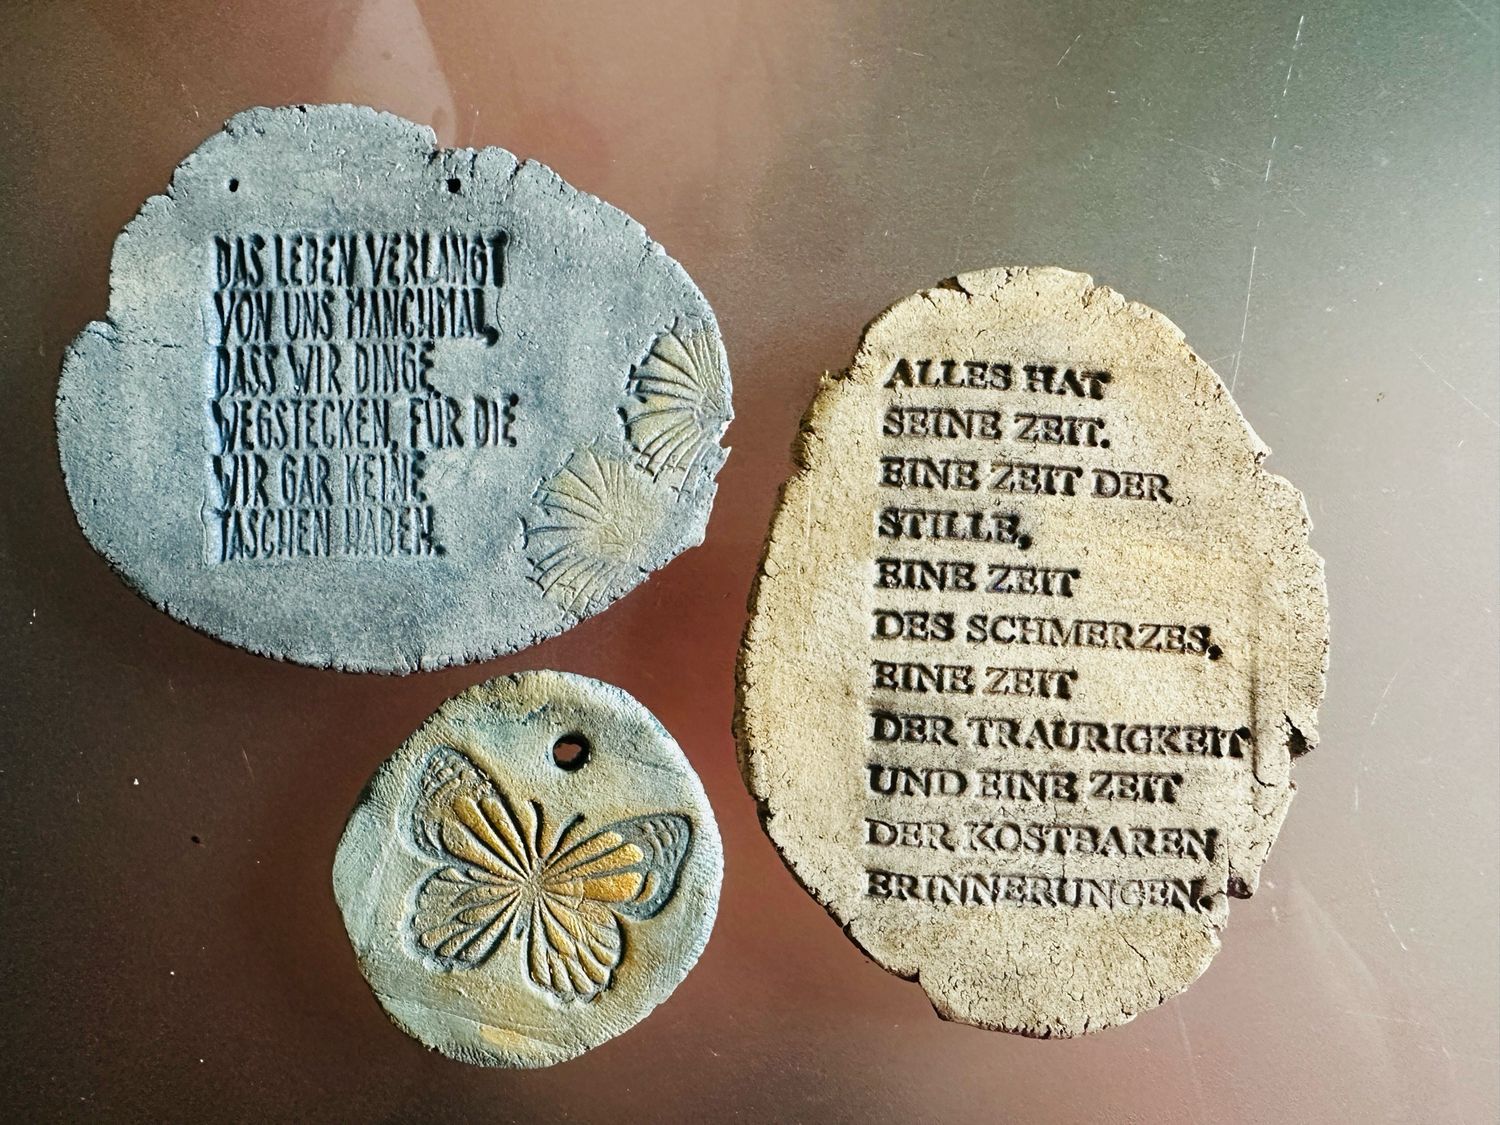 DAS LEBEN VERLANGT
VON UNS MANCHMAL,
DASS WIR DINGE
WEGSTECKEN, FÜR DIE
WIR GAR KEINE
TASCHEN HABEN.
ALLES HAT
SEINE ZEIT.
EINE ZEIT DER
STILLE,
EINE ZEIT
DES SCHMERZES,
EINE ZEIT
DER TRAURIGKEIT
UND EINE ZEIT
DER KOSTBAREN
ERINNERUNGEN.